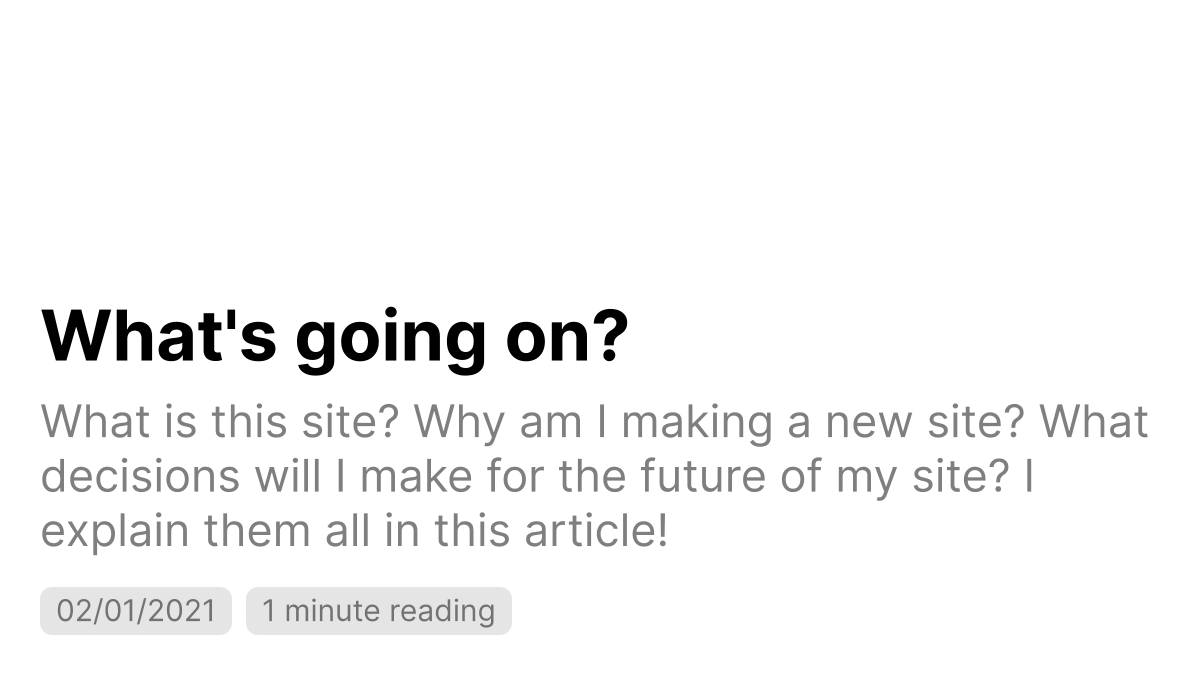 What's going on?
What is this site? Why am I making a new site? What
decisions will I make for the future of my site? I
explain them all in this article!
02/01/2021 1 minute reading